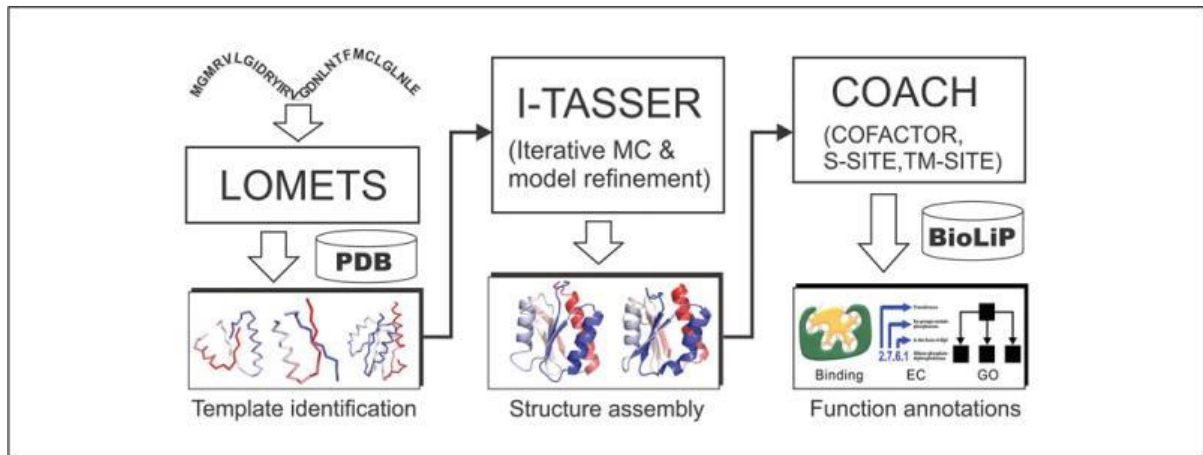 MGMRVLGIDRYIRVGDNLNTFMCLGLNLE
LOMETS
PDB
Template identification
I-TASSER
(Iterative MC &
model refinement)
Structure assembly
COACH
(COFACTOR,
S-SITE,TM-SITE)
BioLiP
2.7.6.1
Binding
EC
GO
Function annotations